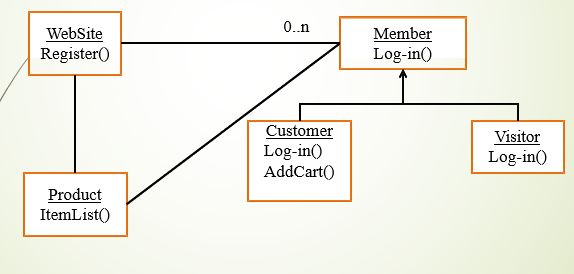 WebSite
Register()
0..n
Member
Log-in()
Customer
Log-in()
AddCart()
Visitor
Log-in()
Product
ItemList()